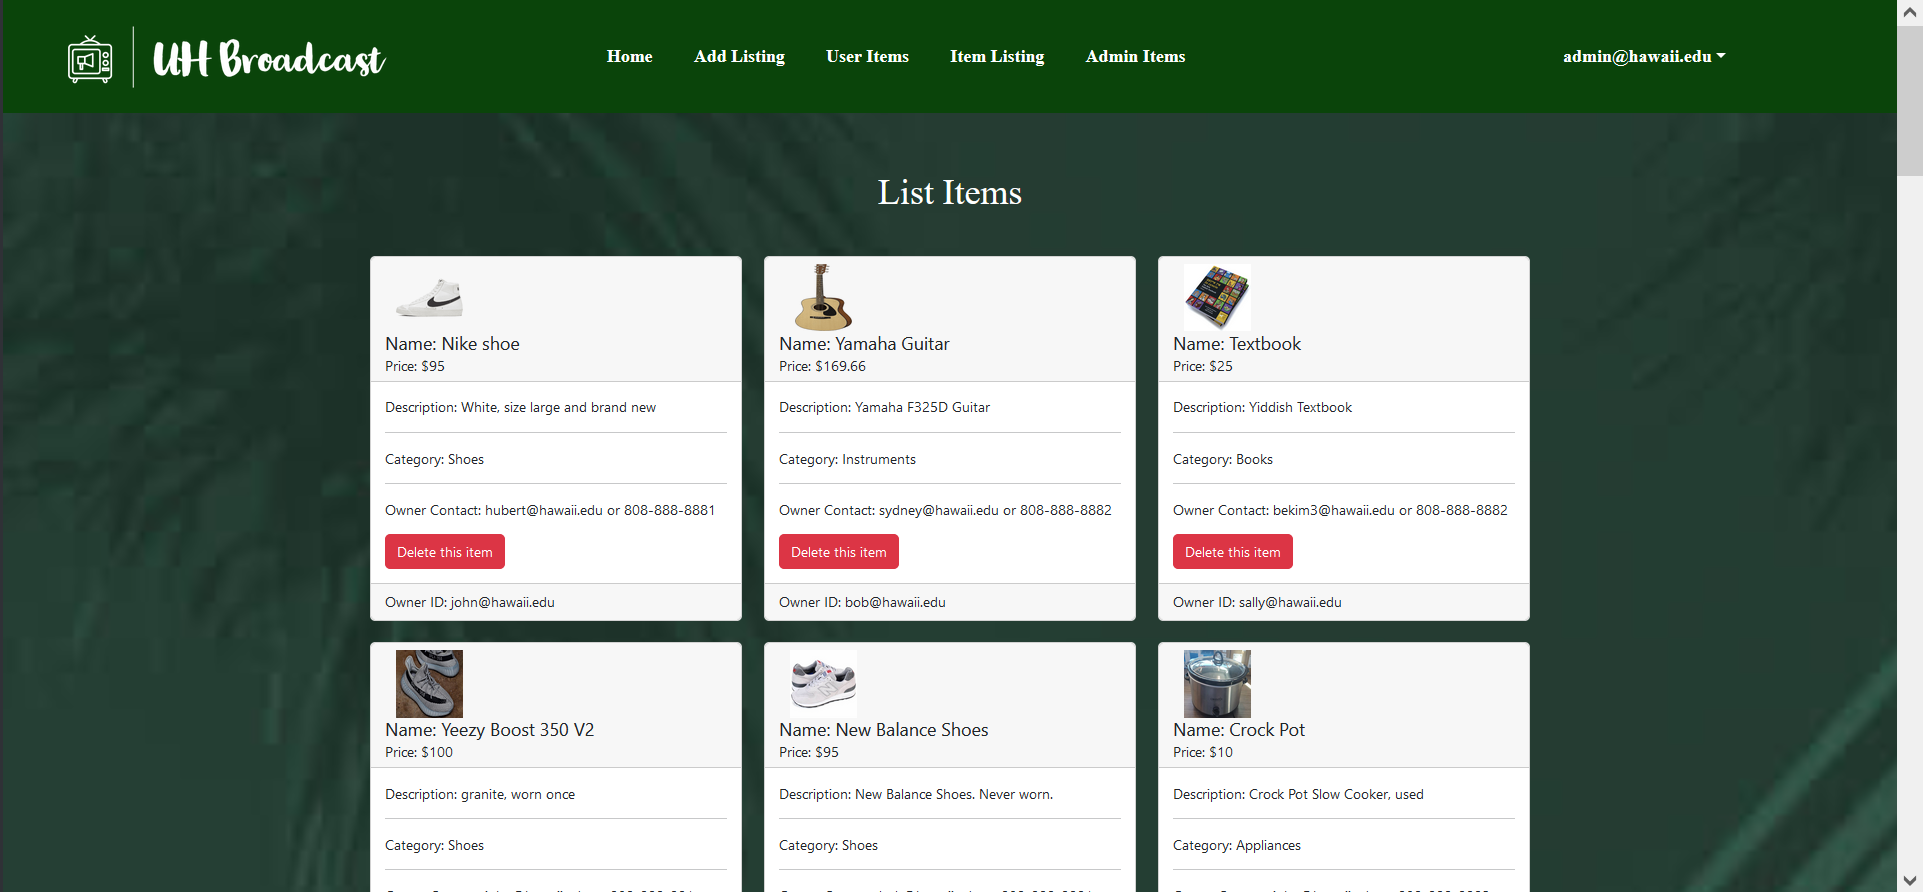 UH Broadcast
Home Add Listing User Items Item Listing Admin Items admin@hawaii.edu
List Items
Name: Nike shoe
Price: $95
Description: White, size large and brand new
Category: Shoes
Owner Contact: hubert@hawaii.edu or 808-888-8881
Delete this item
Owner ID: john@hawaii.edu
Name: Yamaha Guitar
Price: $169.66
Description: Yamaha F325D Guitar
Category: Instruments
Owner Contact: sydney@hawaii.edu or 808-888-8882
Delete this item
Owner ID: bob@hawaii.edu
Name: Textbook
Price: $25
Description: Yiddish Textbook
Category: Books
Owner Contact: bekim3@hawaii.edu or 808-888-8882
Delete this item
Owner ID: sally@hawaii.edu
Name: Yeezy Boost 350 V2
Price: $100
Description: granite, worn once
Category: Shoes
Name: New Balance Shoes
Price: $95
Description: New Balance Shoes. Never worn.
Category: Shoes
Name: Crock Pot
Price: $10
Description: Crock Pot Slow Cooker, used
Category: Appliances